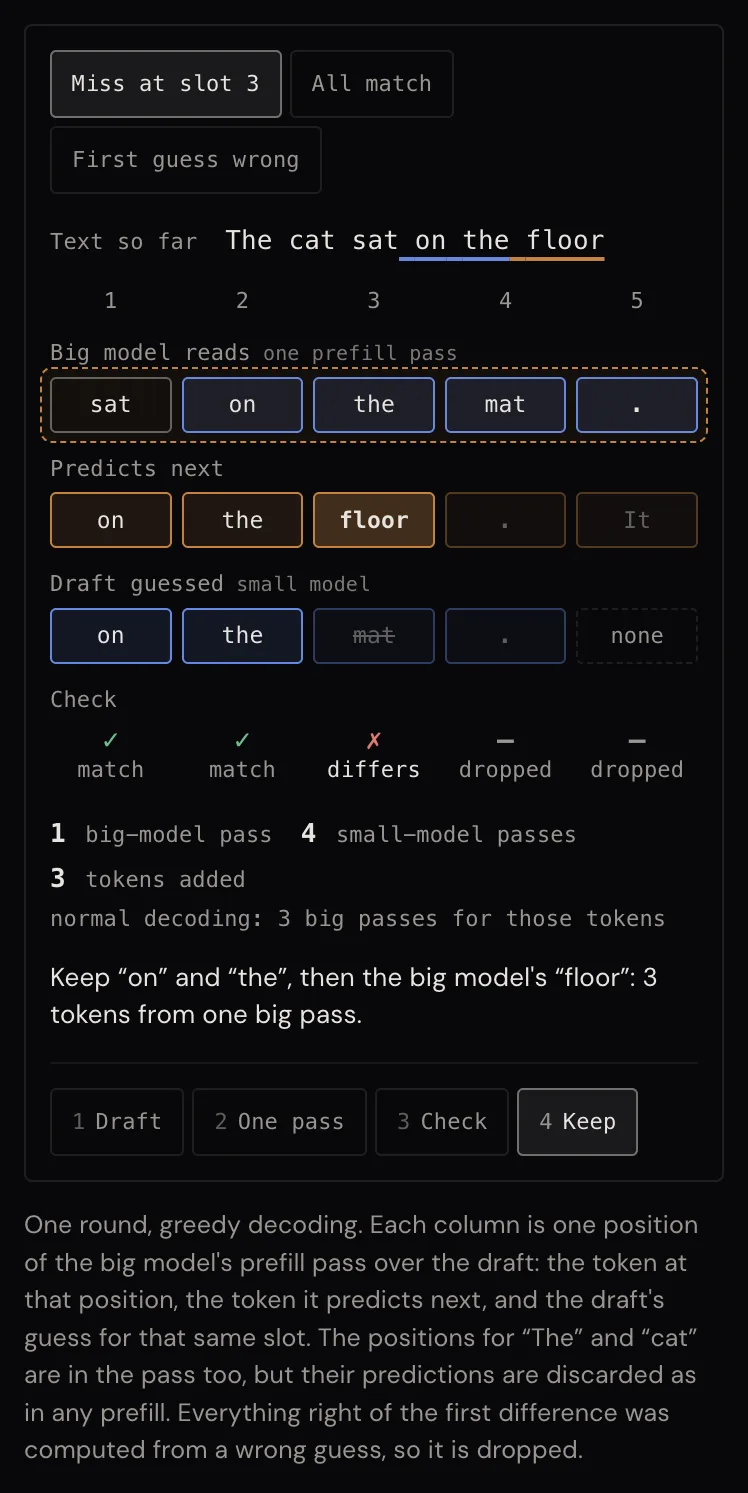 Miss at slot 3 All match
First guess wrong
Text so far The cat sat on the floor
1 2 3 4 5
Big model reads one prefill pass
sat on the mat .
Predicts next
on the floor . It
Draft guessed small model
on the mat . none
Check
✓ ✓ ✗ — —
match match differs dropped dropped
1 big—model pass 4 small—model passes
3 tokens added
normal decoding: 3 big passes for those tokens
Keep “on” and “the”, then the big model's “floor”: 3
tokens from one big pass.
1 Draft 2 One pass 3 Check 4 Keep
One round, greedy decoding. Each column is one position
of the big model's prefill pass over the draft: the token at
that position, the token it predicts next, and the draft's
guess for that same slot. The positions for “The” and “cat”
are in the pass too, but their predictions are discarded as
in any prefill. Everything right of the first difference was
computed from a wrong guess, so it is dropped.